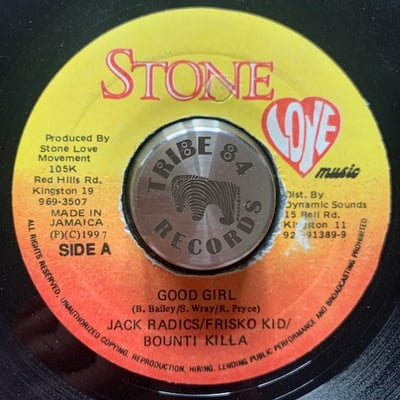 STONE
LOVE
music
Produced By
Stone Love
Movement
105K
Red Hills Rd.
Kingston 19
969-3507
MADE IN
JAMAICA
(P)(C)1997
SIDE A
TRIBE 84
RECORDS
Dist. By
Dynamic Sounds
15 Bell Rd.
Kingston 11
GOOD GIRL
(B. Bailey/S. Wray/R. Pryce)
JACK RADICS/FRISKO KID/
BOUNTI KILLA
ALL RIGHTS RESERVED. UNAUTHORIZED COPYING, REPRODUCTION, HIRING, LENDING PUBLIC PERFORMANCE AND BROADCASTING PROHIBITED